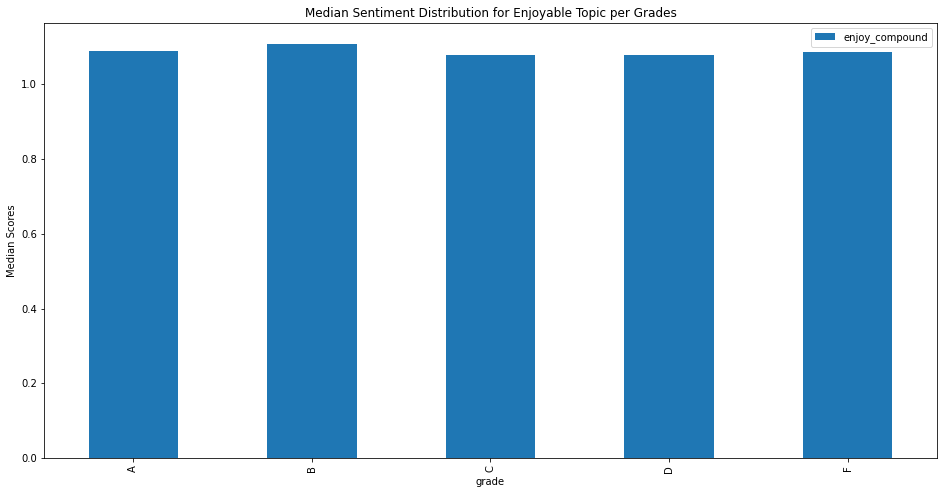 Median Sentiment Distribution for Enjoyable Topic per Grades
enjoy_compound
1.0
0.8
0.6
0.4
0.2
0.0
Median Scores
A
B
C
D
F
grade